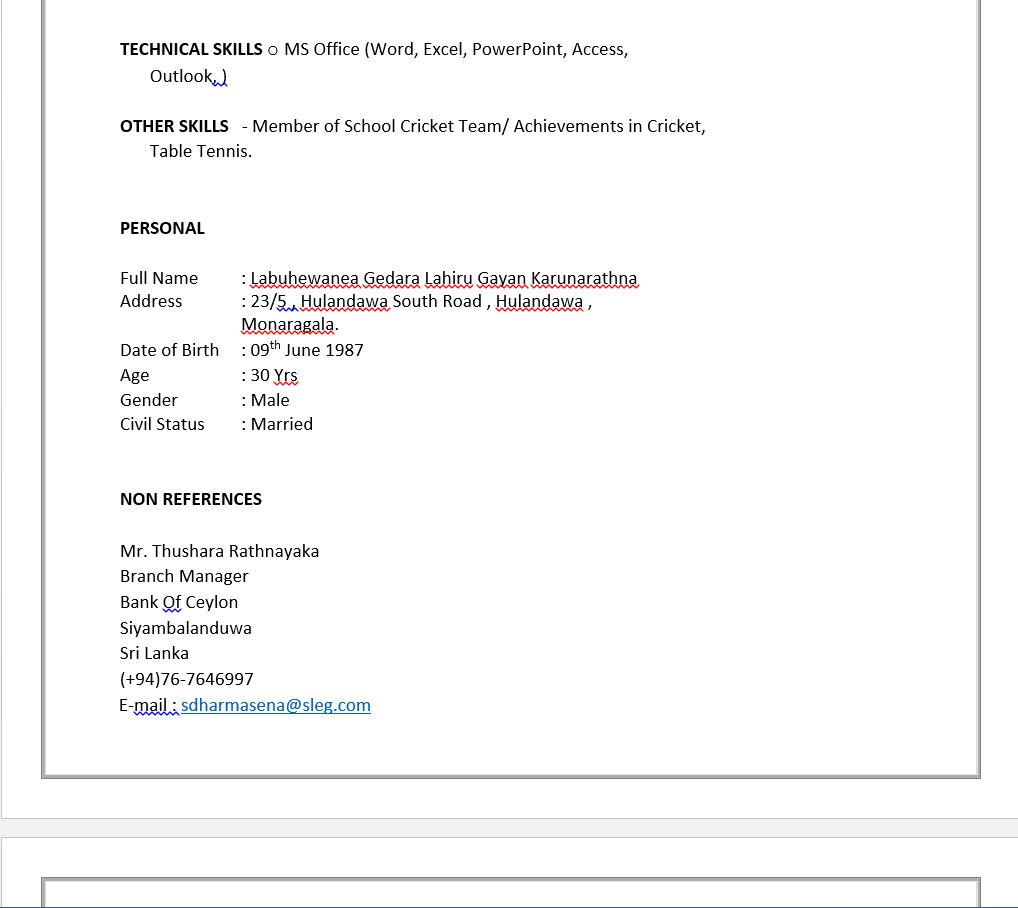 TECHNICAL SKILLS o MS Office (Word, Excel, PowerPoint, Access,
Outlook, )
OTHER SKILLS - Member of School Cricket Team/ Achievements in Cricket,
Table Tennis.
PERSONAL
Full Name : Labuhewanea Gedara Lahiru Gayan Karunarathna
Address : 23/5 , Hulandawa South Road , Hulandawa ,
Monaragala.
Date of Birth : 09th June 1987
Age : 30 Yrs
Gender : Male
Civil Status : Married
NON REFERENCES
Mr. Thushara Rathnayaka
Branch Manager
Bank Of Ceylon
Siyambalanduwa
Sri Lanka
(+94)76-7646997
E-mail : sdharmasena@sleg.com